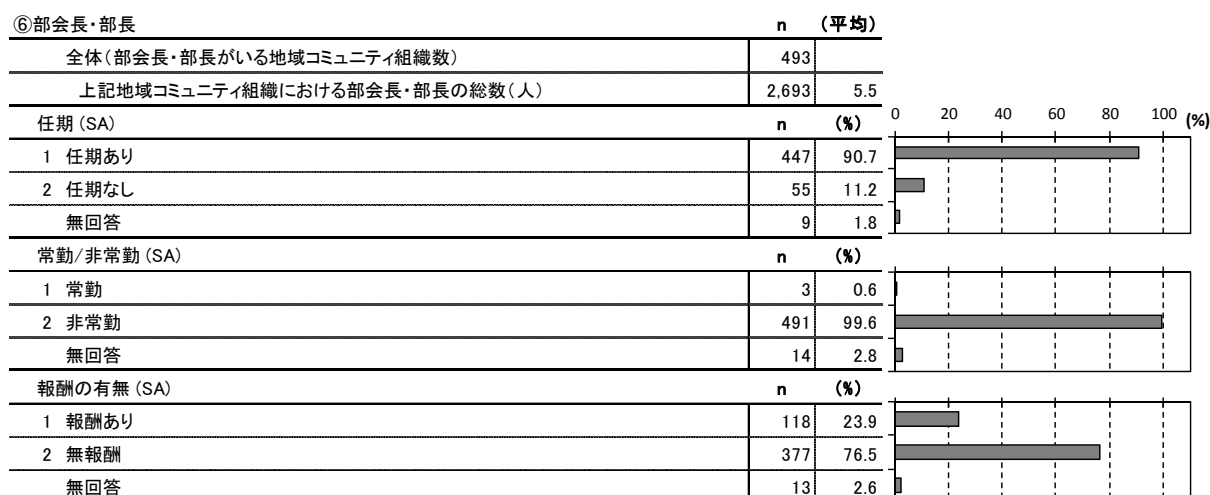 ⑥部会長・部長 n (平均)
全体(部会長・部長がいる地域コミュニティ組織数) 493
上記地域コミュニティ組織における部会長・部長の総数(人) 2,693 5.5
任期(SA) n (%) 0 20 40 60 80 100 (%)
1 任期あり 447 90.7
2 任期なし 55 11.2
無回答 9 1.8
常勤/非常勤(SA) n (%)
1 常勤 3 0.6
2 非常勤 491 99.6
無回答 14 2.8
報酬の有無(SA) n (%)
1 報酬あり 118 23.9
2 無報酬 377 76.5
無回答 13 2.6